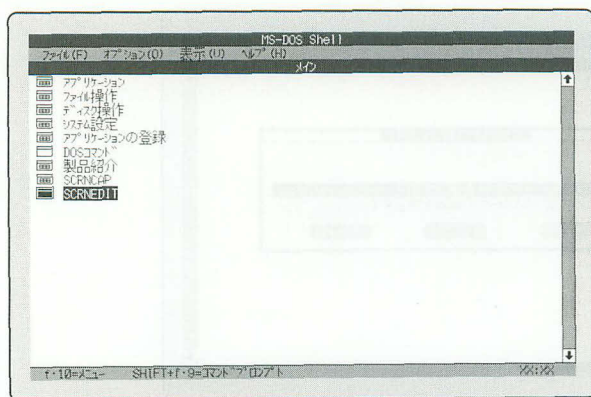 MS-DOS Shell
ファイル(F) オプション(O) 表示(V) ヘルプ(H)
メイン
アプリケーション
ファイル操作
ディスク操作
システム設定
アプリケーションの登録
DOSコマンド
製品紹介
SCRNCAP
SCRNEDIT
f・10=メニュー SHIFT+f・9=コマンドプロンプト XX:XX